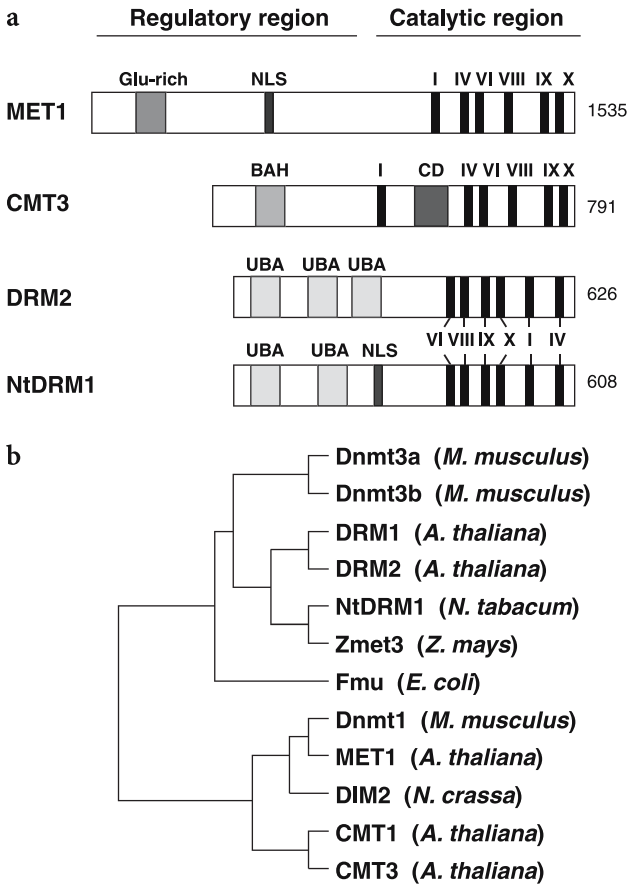 a
Regulatory region Catalytic region
Glu-rich NLS I IV VI VIII IX X
MET1 1535
BAH I CD IV VI VIII IX X
CMT3 791
UBA UBA UBA
DRM2 626
VI VIII IX X I IV
UBA UBA NLS
NtDRM1 608
b
Dnmt3a (M. musculus)
Dnmt3b (M. musculus)
DRM1 (A. thaliana)
DRM2 (A. thaliana)
NtDRM1 (N. tabacum)
Zmet3 (Z. mays)
Fmu (E. coli)
Dnmt1 (M. musculus)
MET1 (A. thaliana)
DIM2 (N. crassa)
CMT1 (A. thaliana)
CMT3 (A. thaliana)